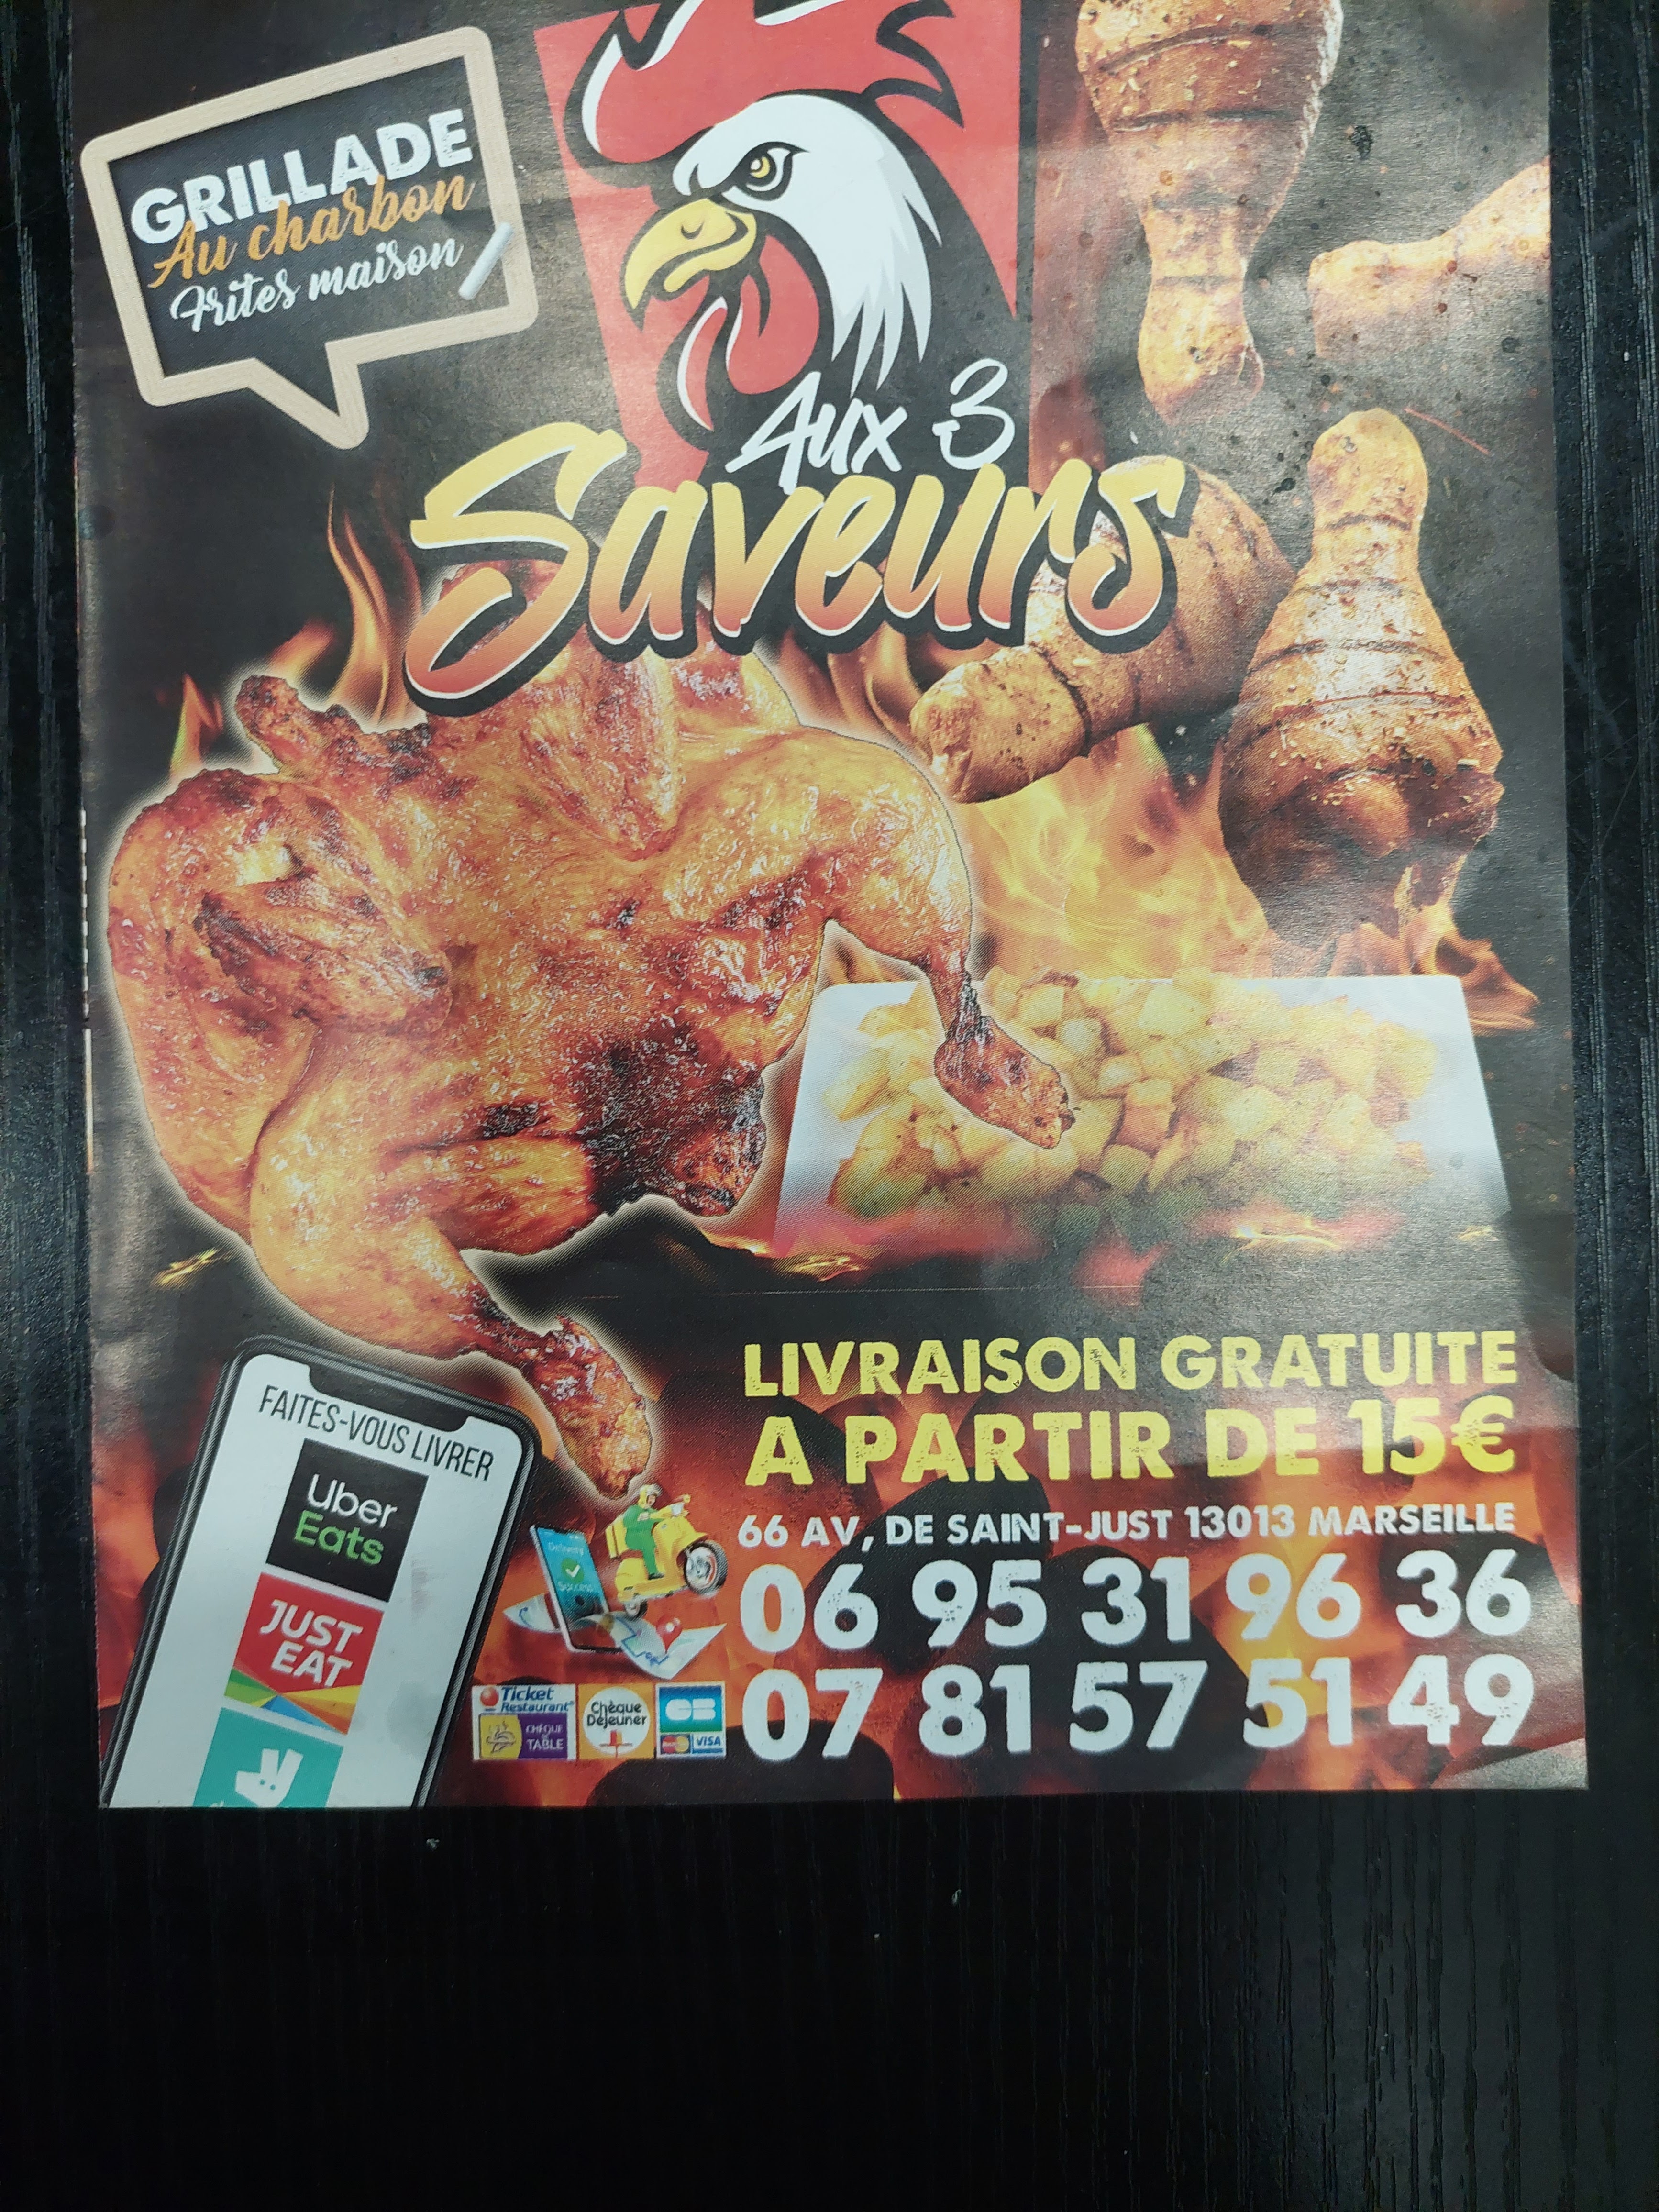 GRILLADE
Au charbon
Frites maison
Aux 3
Saveurs
LIVRAISON GRATUITE
A PARTIR DE 15€
66 AV, DE SAINT-JUST 13013 MARSEILLE
06 95 31 96 36
07 81 57 51 49
FAITES-VOUS LIVRER
Uber
Eats
JUST
EAT
Delivery
Success
Ticket
Restaurant
CHÈQUE
TABLE
Chèque
Déjeuner
CB
VISA